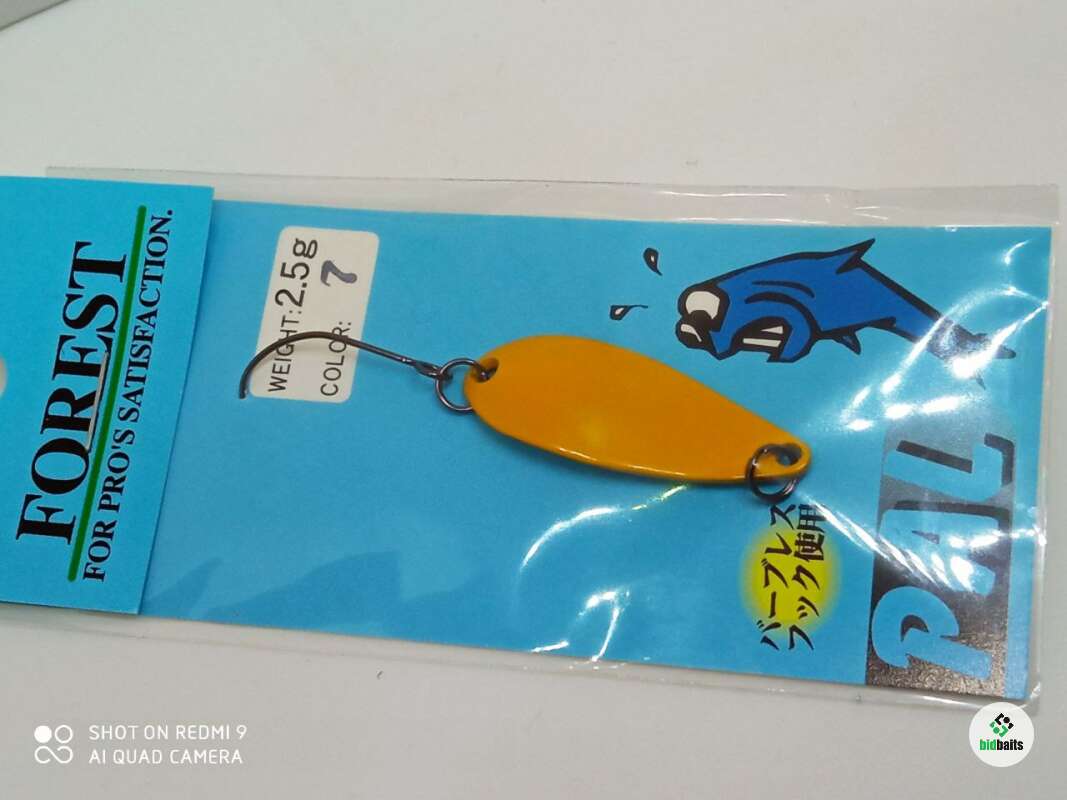 FOREST
FOR PRO'S SATISFACTION.
WEIGHT:2.5g
COLOR: 7
バーブレス
フック使用
PAL
SHOT ON REDMI 9
AI QUAD CAMERA
bidbaits